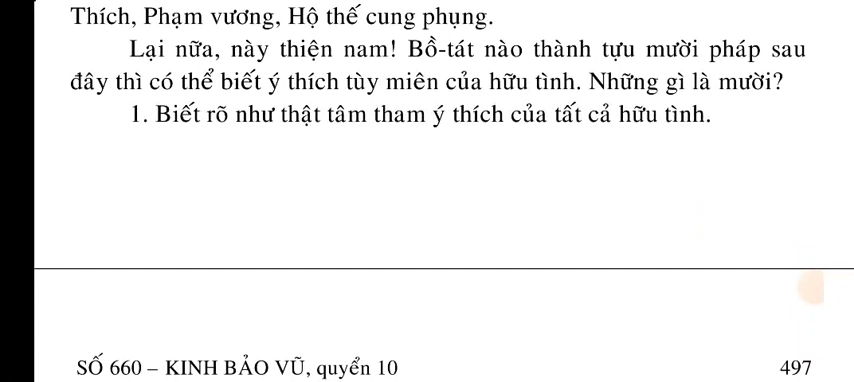 Thích, Phạm vương, Hộ thế cung phụng.
Lại nữa, này thiện nam! Bồ-tát nào thành tựu mười pháp sau
đây thì có thể biết ý thích tùy miên của hữu tình. Những gì là mười?
1. Biết rõ như thật tâm tham ý thích của tất cả hữu tình.
SỐ 660 – KINH BẢO VŨ, quyển 10 497